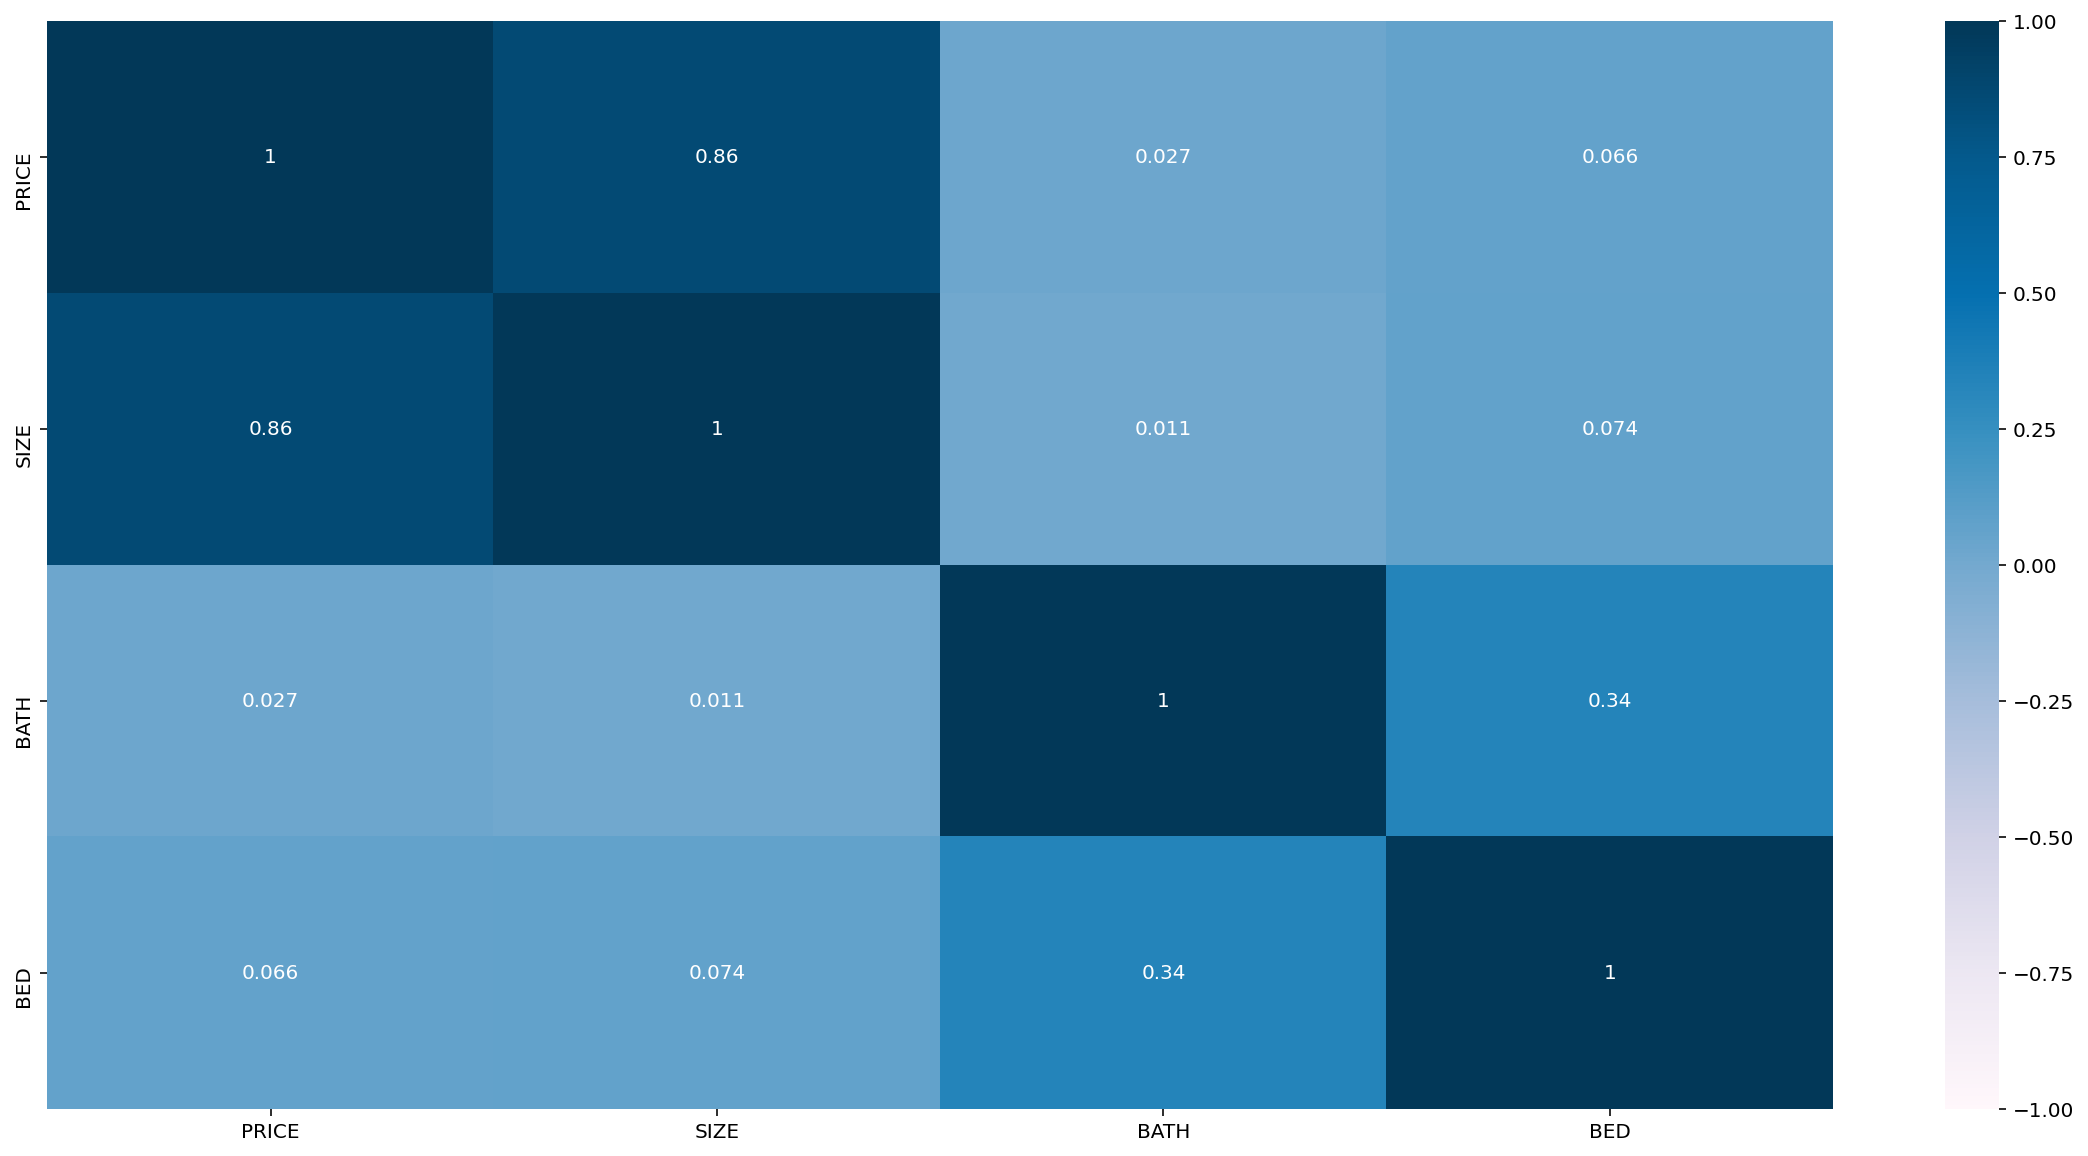 PRICE 1 0.86 0.027 0.066
SIZE 0.86 1 0.011 0.074
BATH 0.027 0.011 1 0.34
BED 0.066 0.074 0.34 1
PRICE SIZE BATH BED
1.00
0.75
0.50
0.25
0.00
−0.25
−0.50
−0.75
−1.00